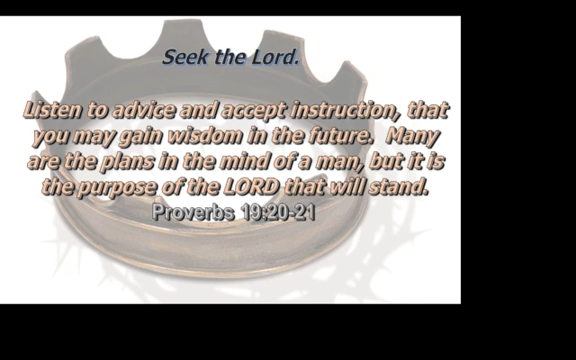 Seek the Lord.
Listen to advice and accept instruction, that
you may gain wisdom in the future.  Many
are the plans in the mind of a man, but it is
the purpose of the LORD that will stand.
Proverbs 19:20-21